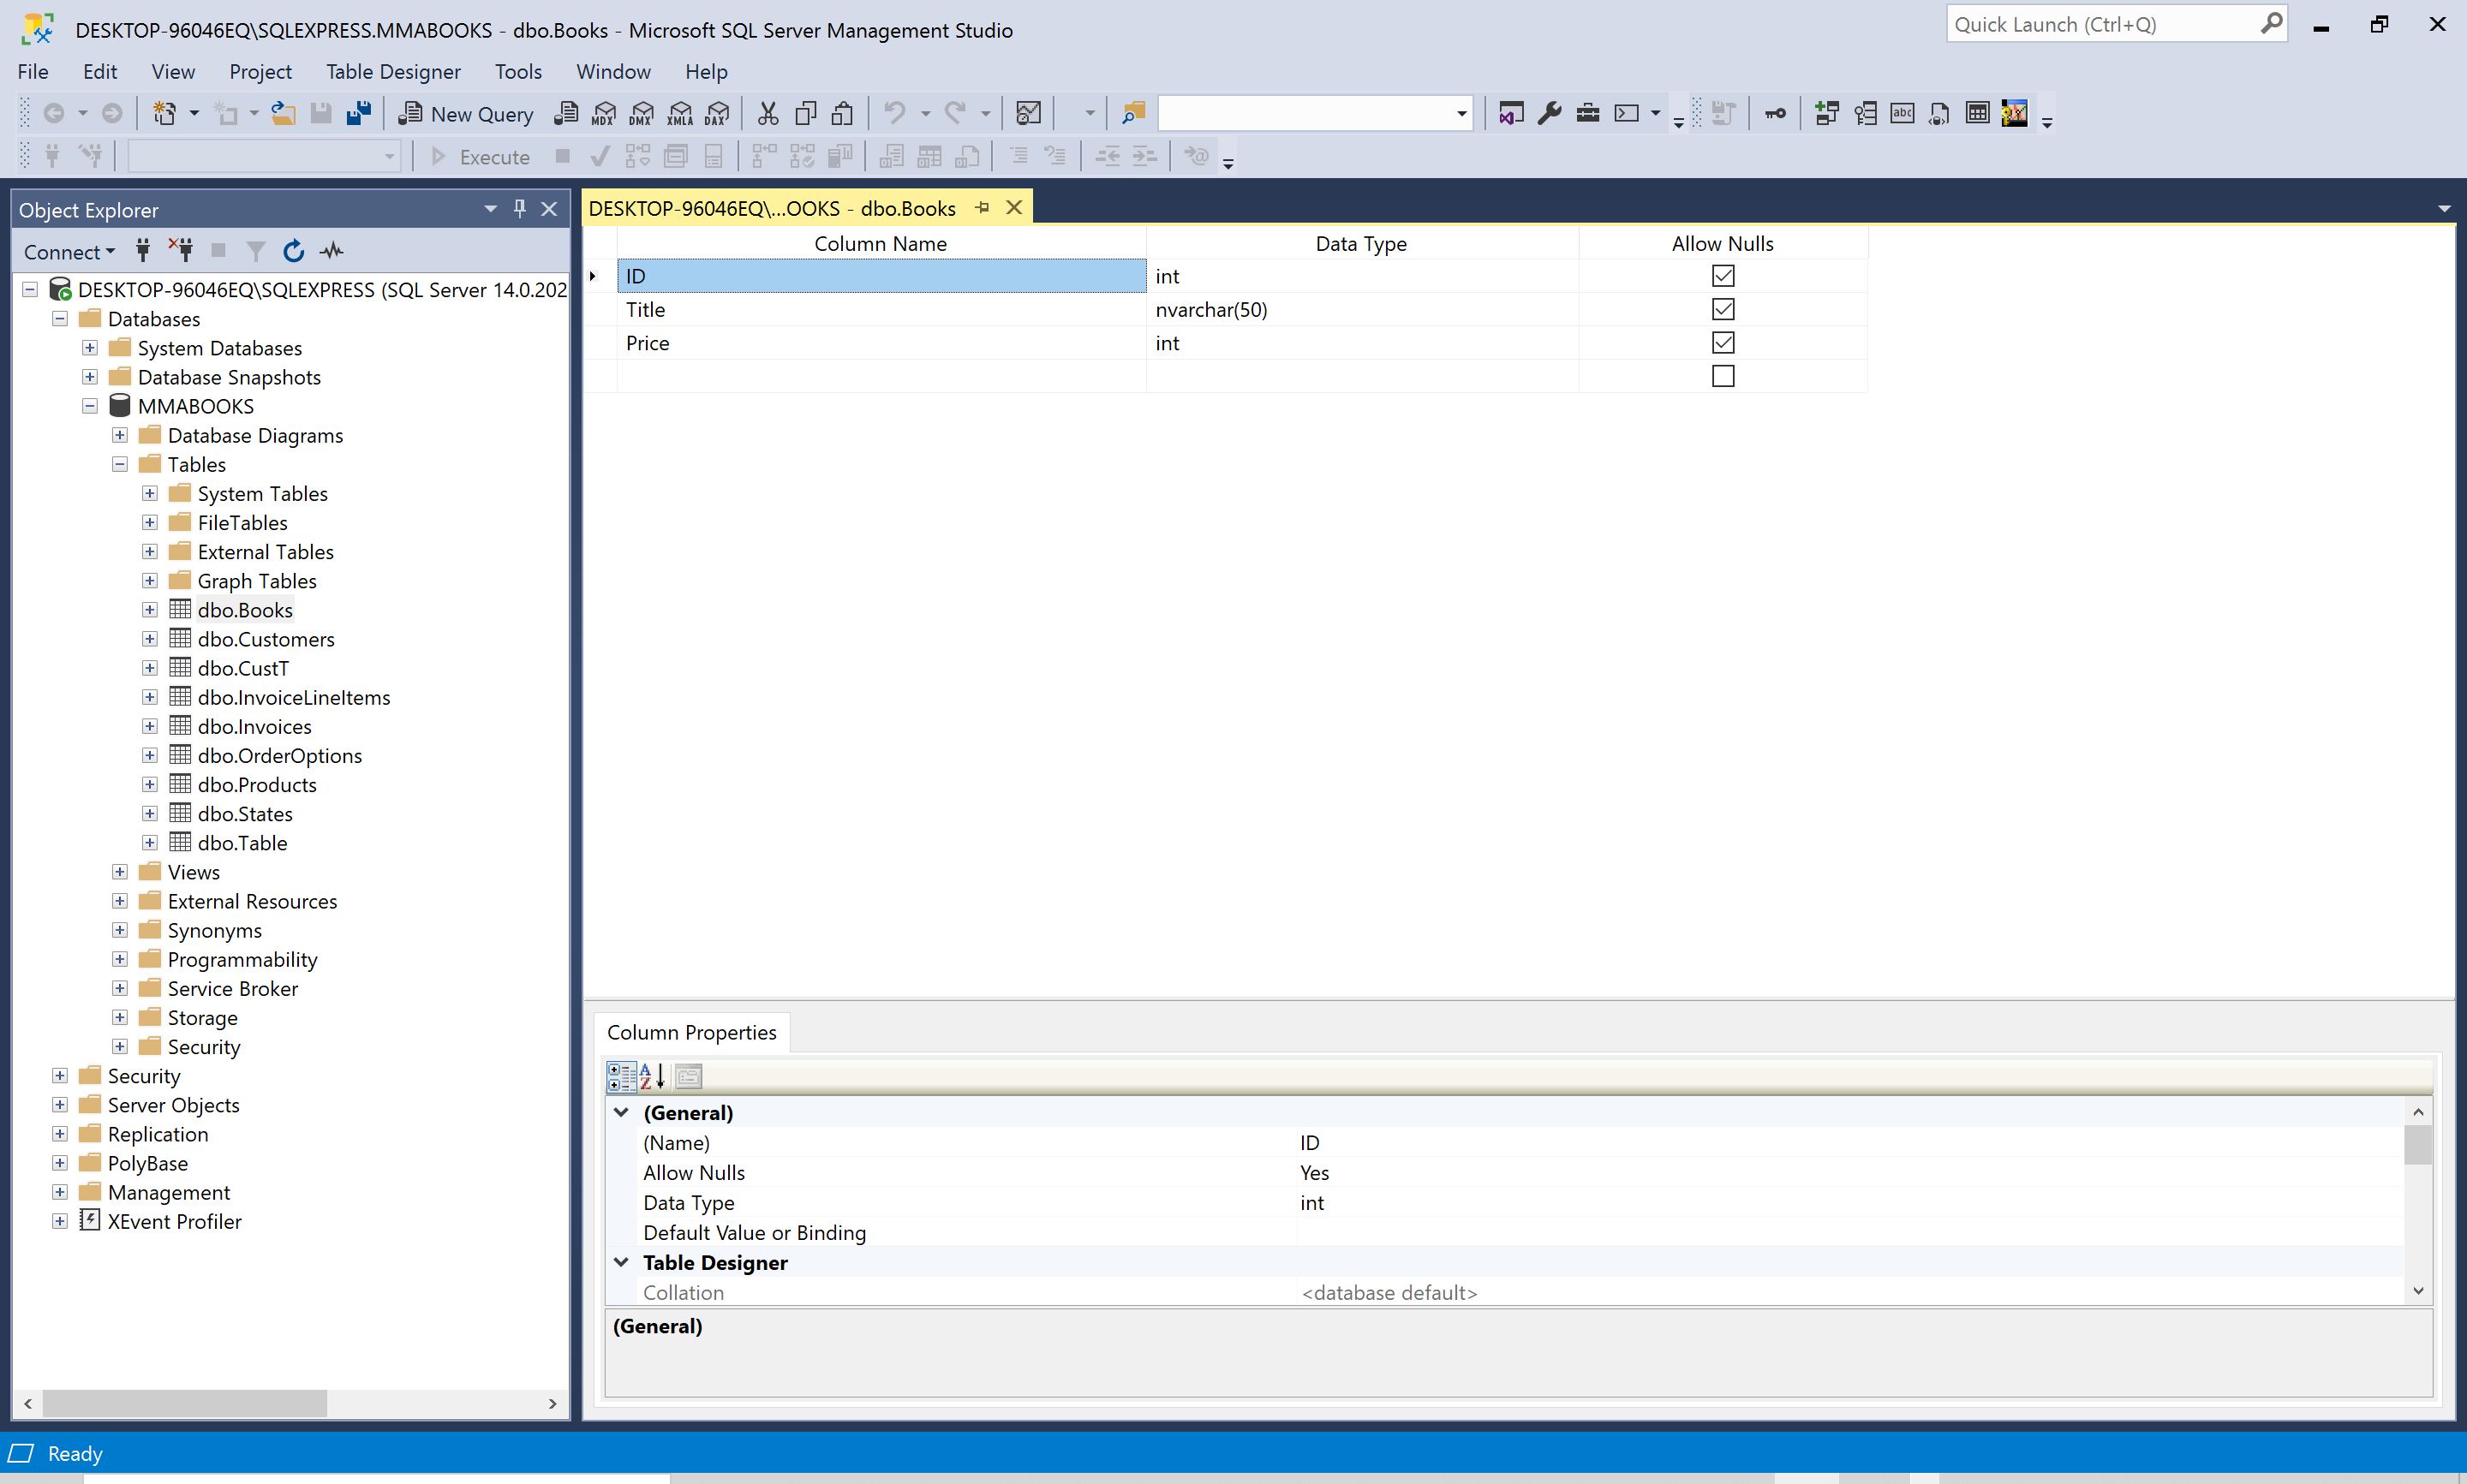 DESKTOP-96046EQ\SQLEXPRESS.MMABOOKS - dbo.Books - Microsoft SQL Server Management Studio
Quick Launch (Ctrl+Q)
File Edit View Project Table Designer Tools Window Help
New Query MDX DMX XMLA DAX abc
Execute
Object Explorer
Connect
DESKTOP-96046EQ\SQLEXPRESS (SQL Server 14.0.202
Databases
System Databases
Database Snapshots
MMABOOKS
Database Diagrams
Tables
System Tables
FileTables
External Tables
Graph Tables
dbo.Books
dbo.Customers
dbo.CustT
dbo.InvoiceLineItems
dbo.Invoices
dbo.OrderOptions
dbo.Products
dbo.States
dbo.Table
Views
External Resources
Synonyms
Programmability
Service Broker
Storage
Security
Security
Server Objects
Replication
PolyBase
Management
XEvent Profiler
DESKTOP-96046EQ\...OOKS - dbo.Books
Column Name Data Type Allow Nulls
ID int
Title nvarchar(50)
Price int
Column Properties
(General)
(Name) ID
Allow Nulls Yes
Data Type int
Default Value or Binding
Table Designer
Collation <database default>
(General)
Ready